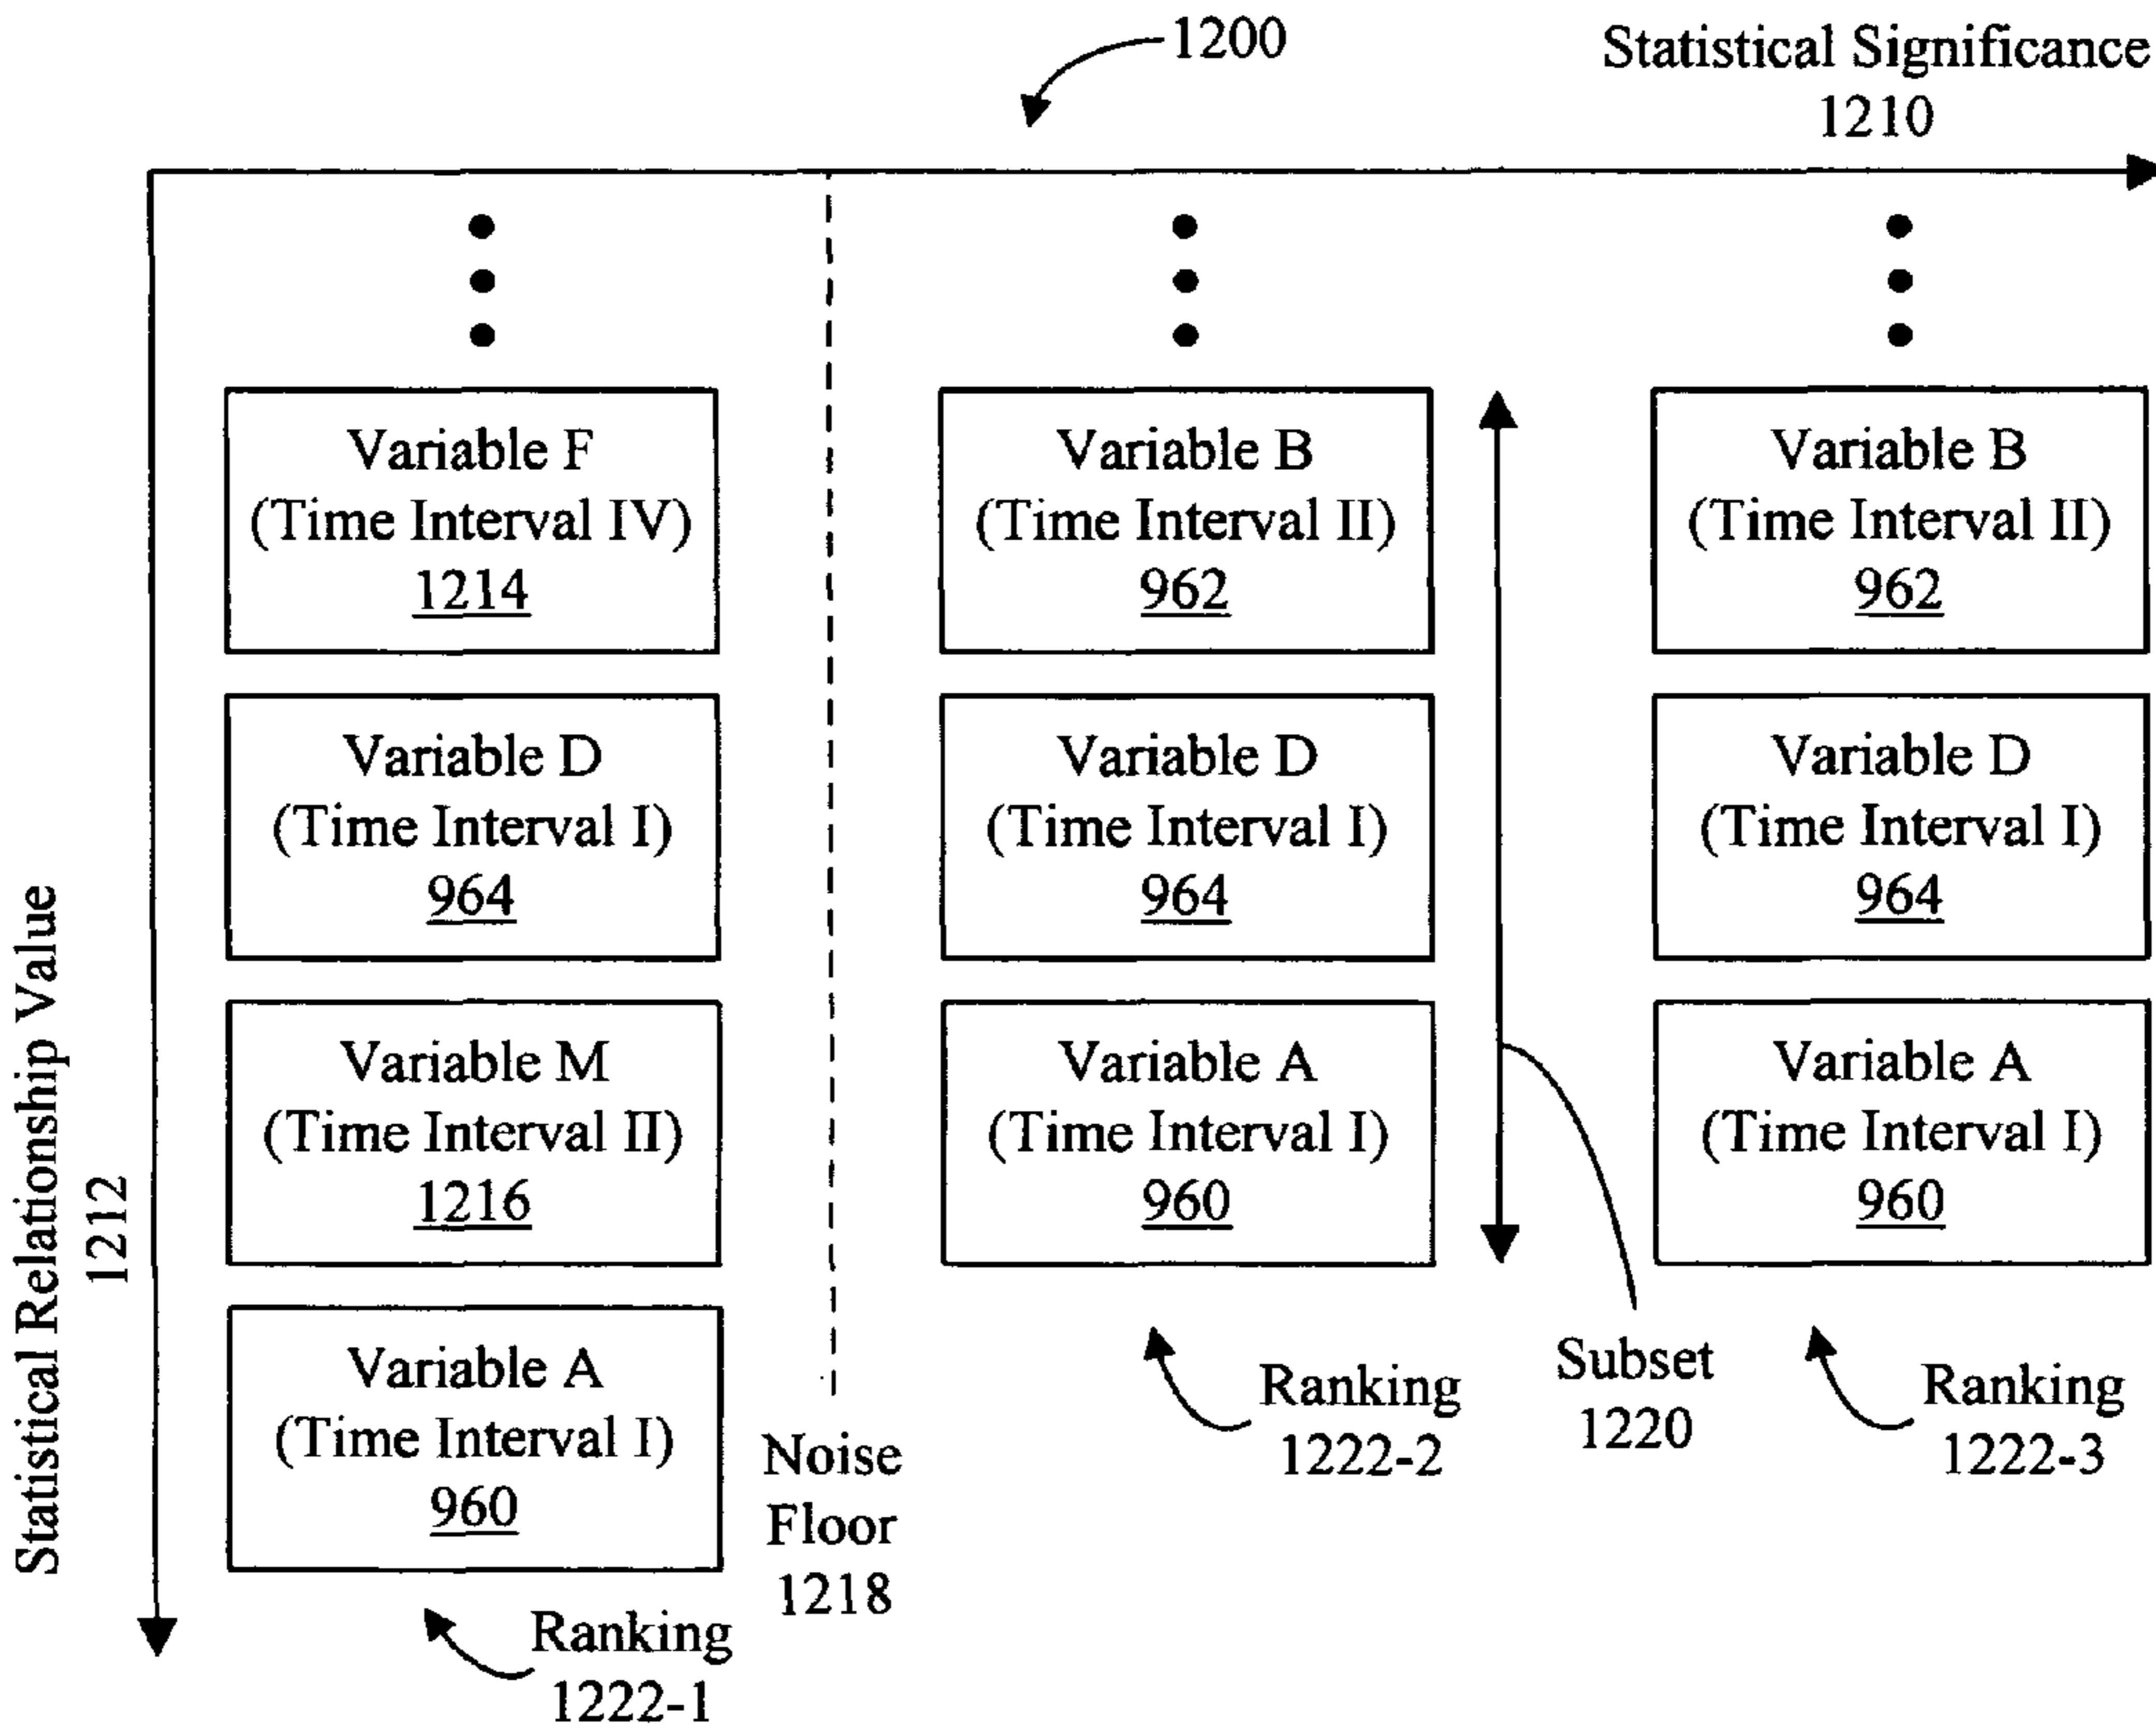 1200
Statistical Significance
1210
Variable F
(Time Interval IV)
1214
Variable B
(Time Interval II)
962
Variable B
(Time Interval II)
962
Variable D
(Time Interval I)
964
Variable D
(Time Interval I)
964
Variable D
(Time Interval I)
964
Variable M
(Time Interval II)
1216
Variable A
(Time Interval I)
960
Variable A
(Time Interval I)
960
Variable A
(Time Interval I)
960
Statistical Relationship Value
1212
Noise
Floor
1218
Ranking
1222-1
Ranking
1222-2
Subset
1220
Ranking
1222-3